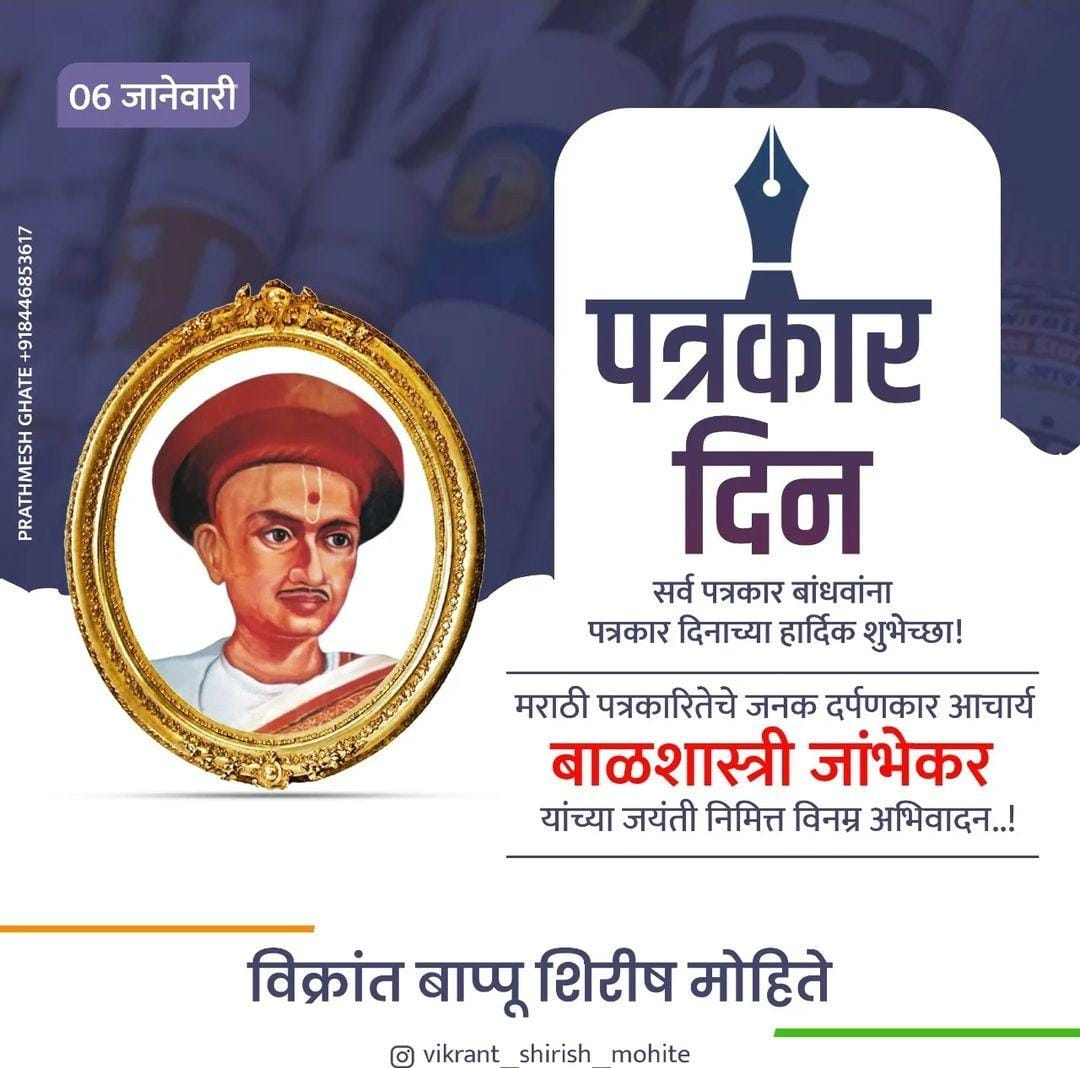 06 जानेवारी
PRATHMESH GHATE +918446853617
पत्रकार
दिन
सर्व पत्रकार बांधवांना
पत्रकार दिनाच्या हार्दिक शुभेच्छा!
मराठी पत्रकारितेचे जनक दर्पणकार आचार्य
बाळशास्त्री जांभेकर
यांच्या जयंती निमित्त विनम्र अभिवादन..!
विक्रांत बाप्पू शिरीष मोहिते
vikrant_shirish_mohite